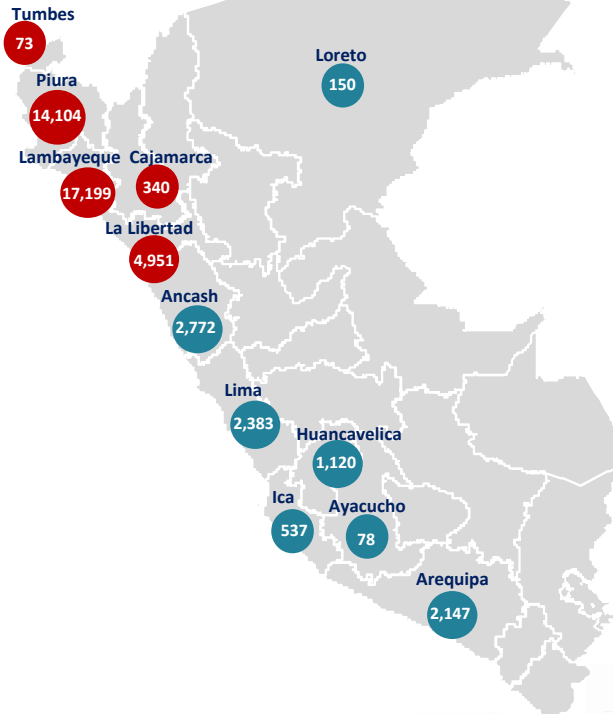 Tumbes
73
Loreto
150
Piura
14,104
Lambayeque
17,199
Cajamarca
340
La Libertad
4,951
Ancash
2,772
Lima
2,383
Huancavelica
1,120
Ica
537
Ayacucho
78
Arequipa
2,147